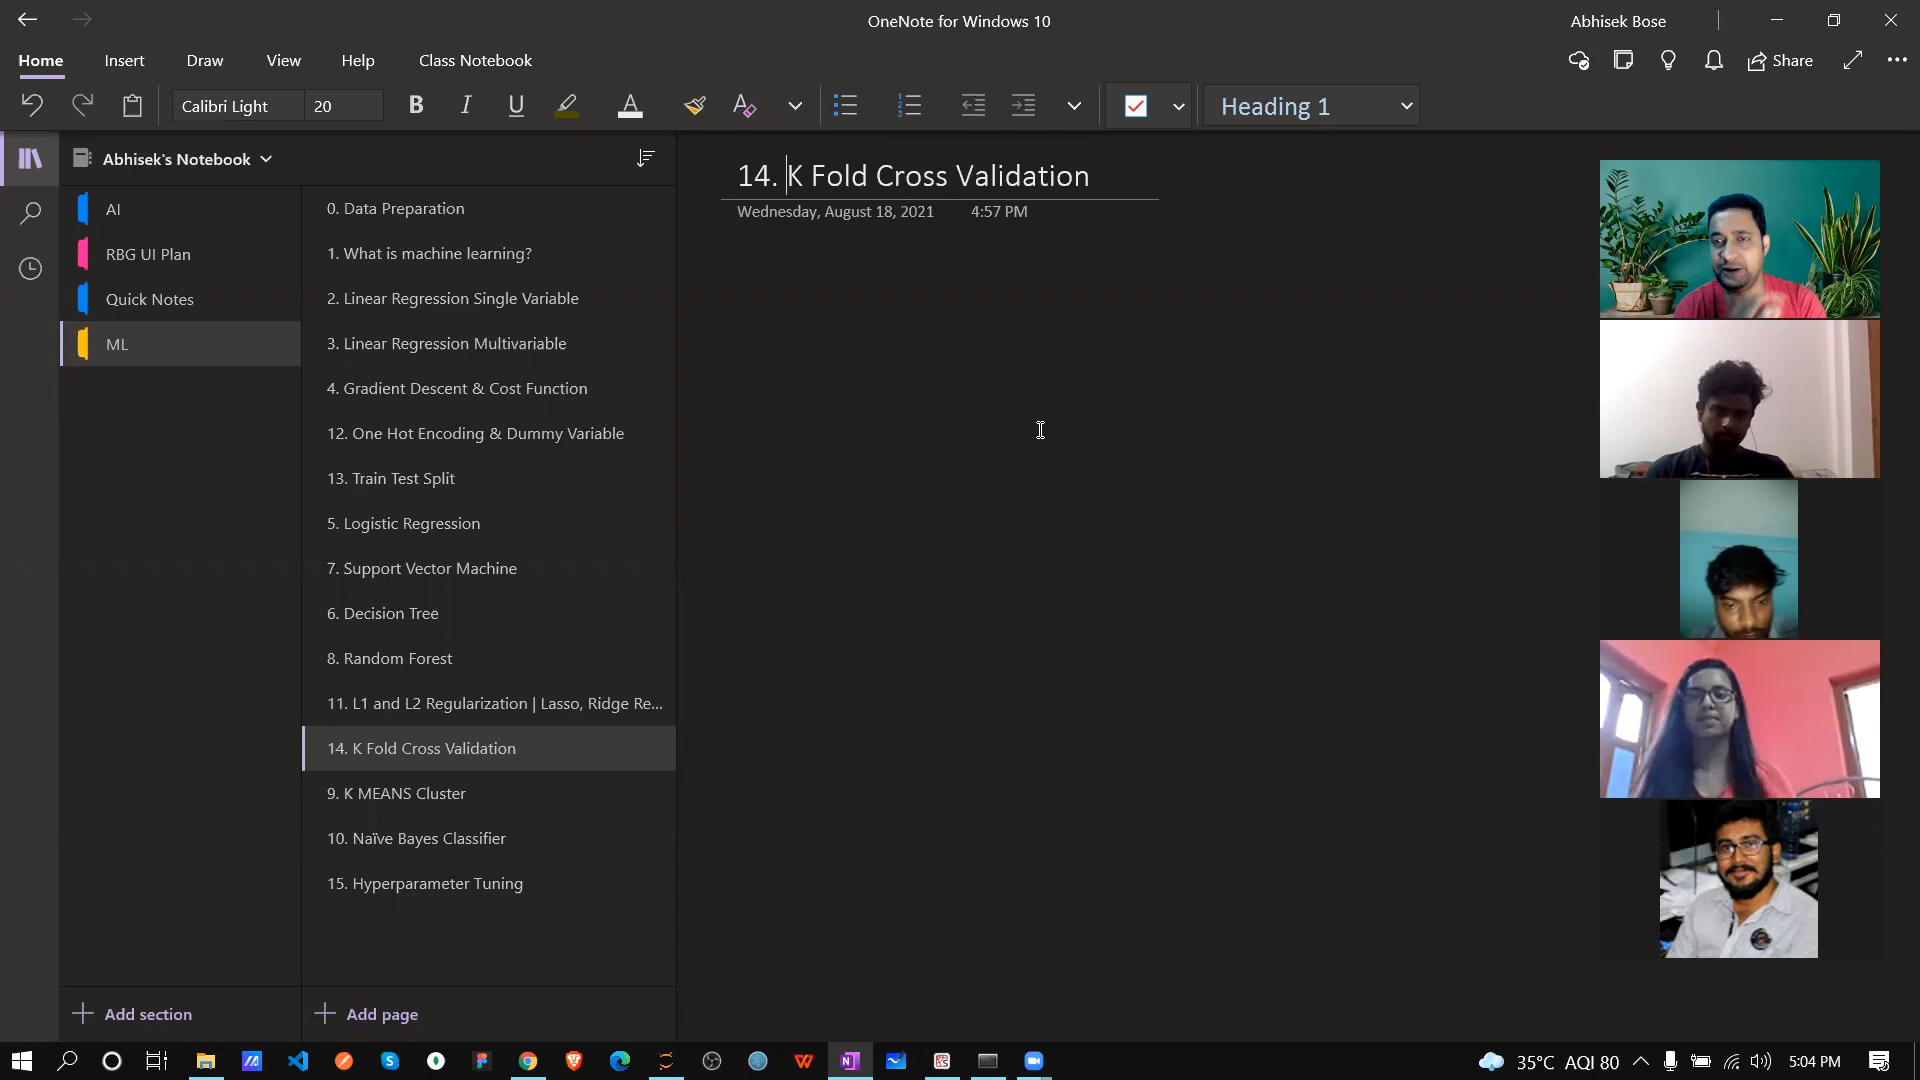 OneNote for Windows 10
Abhisek Bose
Home
Insert
Draw
View
Help
Class Notebook
Share
Calibri Light
20
B
I
U
A
A
Heading 1
Abhisek's Notebook
AI
RBG UI Plan
Quick Notes
ML
0. Data Preparation
1. What is machine learning?
2. Linear Regression Single Variable
3. Linear Regression Multivariable
4. Gradient Descent & Cost Function
12. One Hot Encoding & Dummy Variable
13. Train Test Split
5. Logistic Regression
7. Support Vector Machine
6. Decision Tree
8. Random Forest
11. L1 and L2 Regularization | Lasso, Ridge Re...
14. K Fold Cross Validation
9. K MEANS Cluster
10. Naïve Bayes Classifier
15. Hyperparameter Tuning
Add section
Add page
14. K Fold Cross Validation
Wednesday, August 18, 2021 4:57 PM
35°C AQI 80
5:04 PM